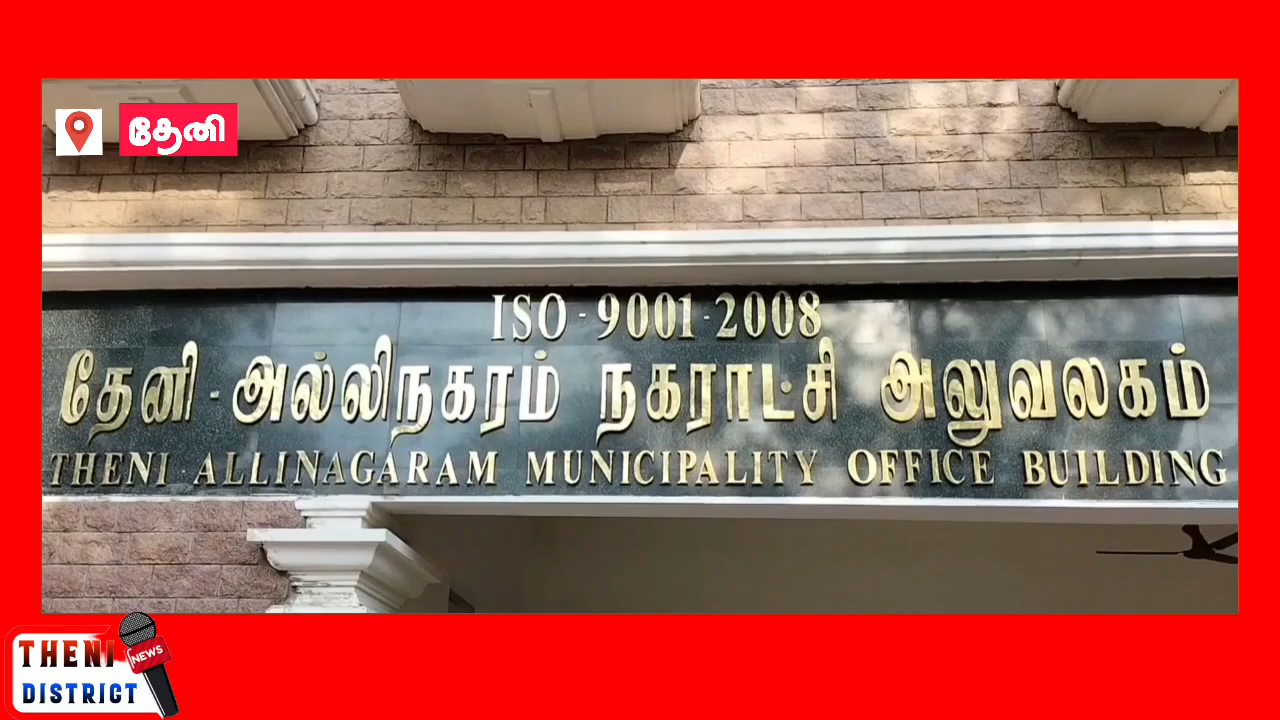 தேனி
ISO - 9001 - 2008
தேனி - அல்லிநகரம் நகராட்சி அலுவலகம்
THENI - ALLINAGARAM MUNICIPALITY OFFICE BUILDING
THENI
NEWS
DISTRICT